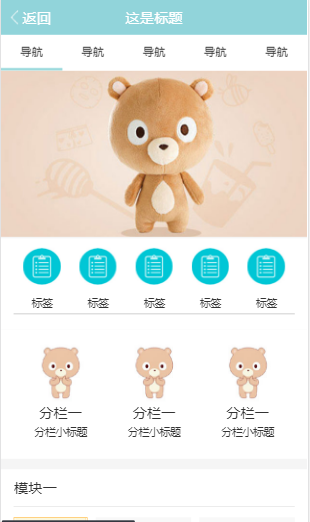 返回 这是标题
导航 导航 导航 导航 导航
标签 标签 标签 标签 标签
分栏一 分栏一 分栏一
分栏小标题 分栏小标题 分栏小标题
模块一